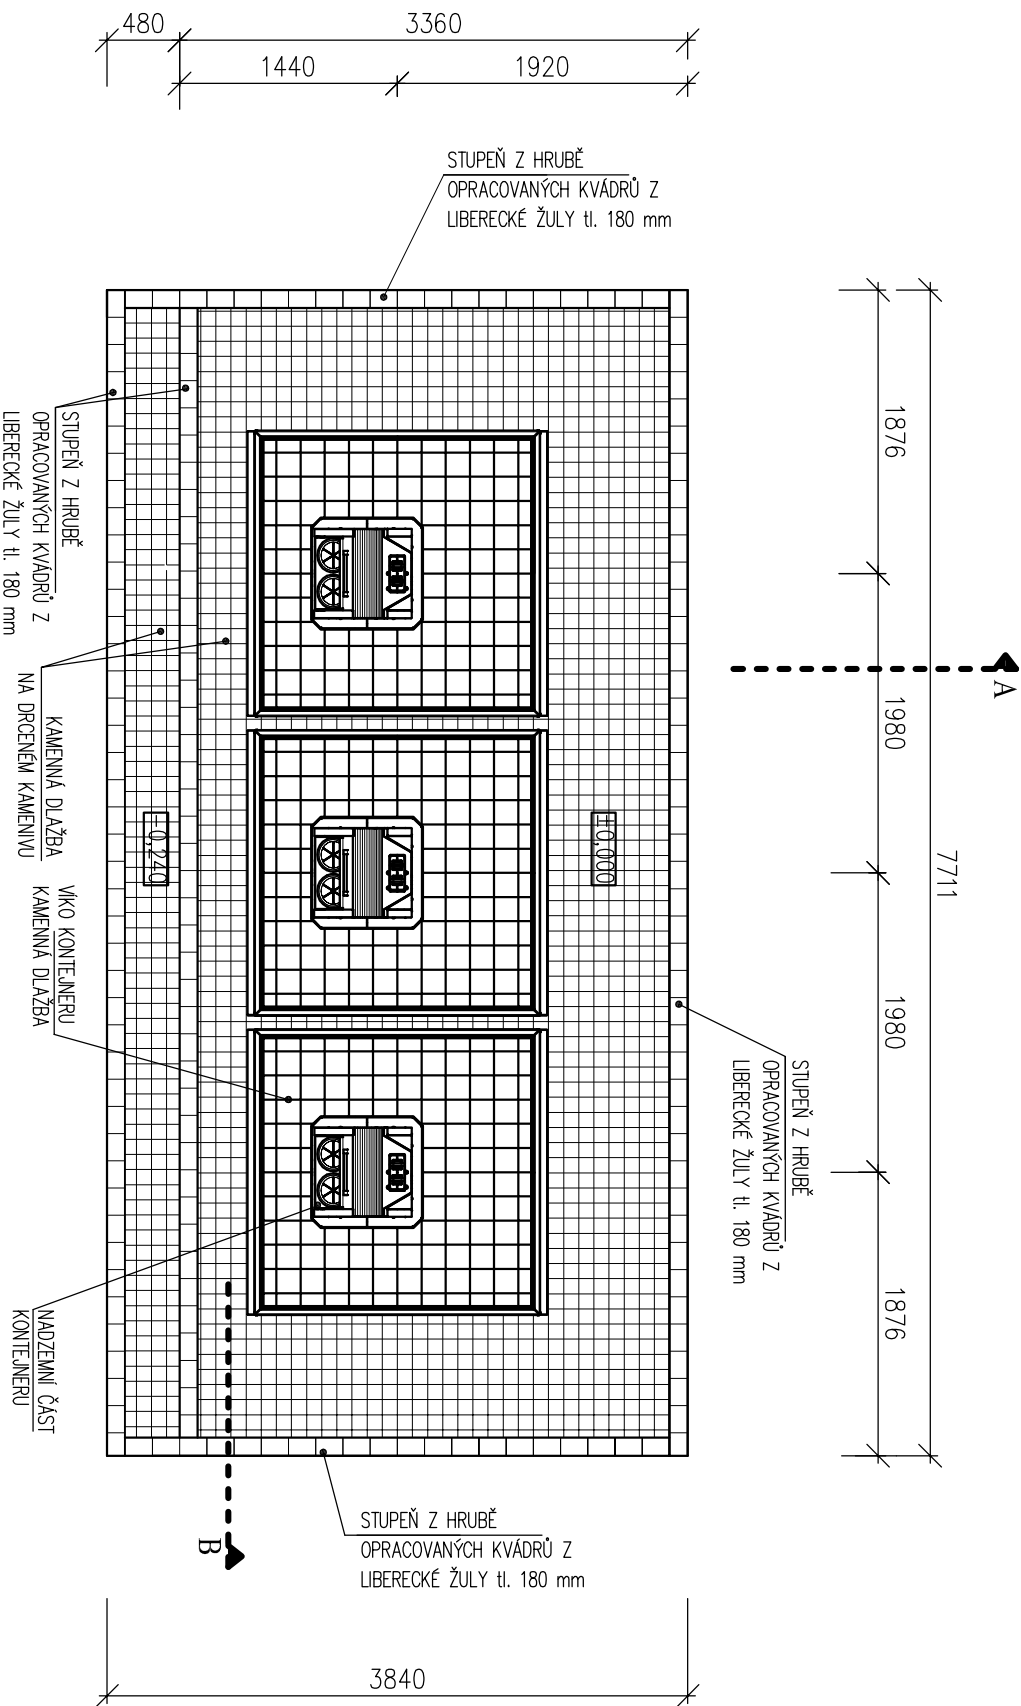 480
3360
1440
1920
STUPEŇ Z HRUBĚ
OPRACOVANÝCH KVÁDRŮ Z
LIBERECKÉ ŽULY tl. 180 mm
1876
1980
1980
1876
7711
A
STUPEŇ Z HRUBĚ
OPRACOVANÝCH KVÁDRŮ Z
LIBERECKÉ ŽULY tl. 180 mm
KAMENNÁ DLAŽBA
NA DRCENÉM KAMENIVU
±0,000
-0,240
VÍKO KONTEJNERU
KAMENNÁ DLAŽBA
STUPEŇ Z HRUBĚ
OPRACOVANÝCH KVÁDRŮ Z
LIBERECKÉ ŽULY tl. 180 mm
NADZEMNÍ ČÁST
KONTEJNERU
B
STUPEŇ Z HRUBĚ
OPRACOVANÝCH KVÁDRŮ Z
LIBERECKÉ ŽULY tl. 180 mm
3840